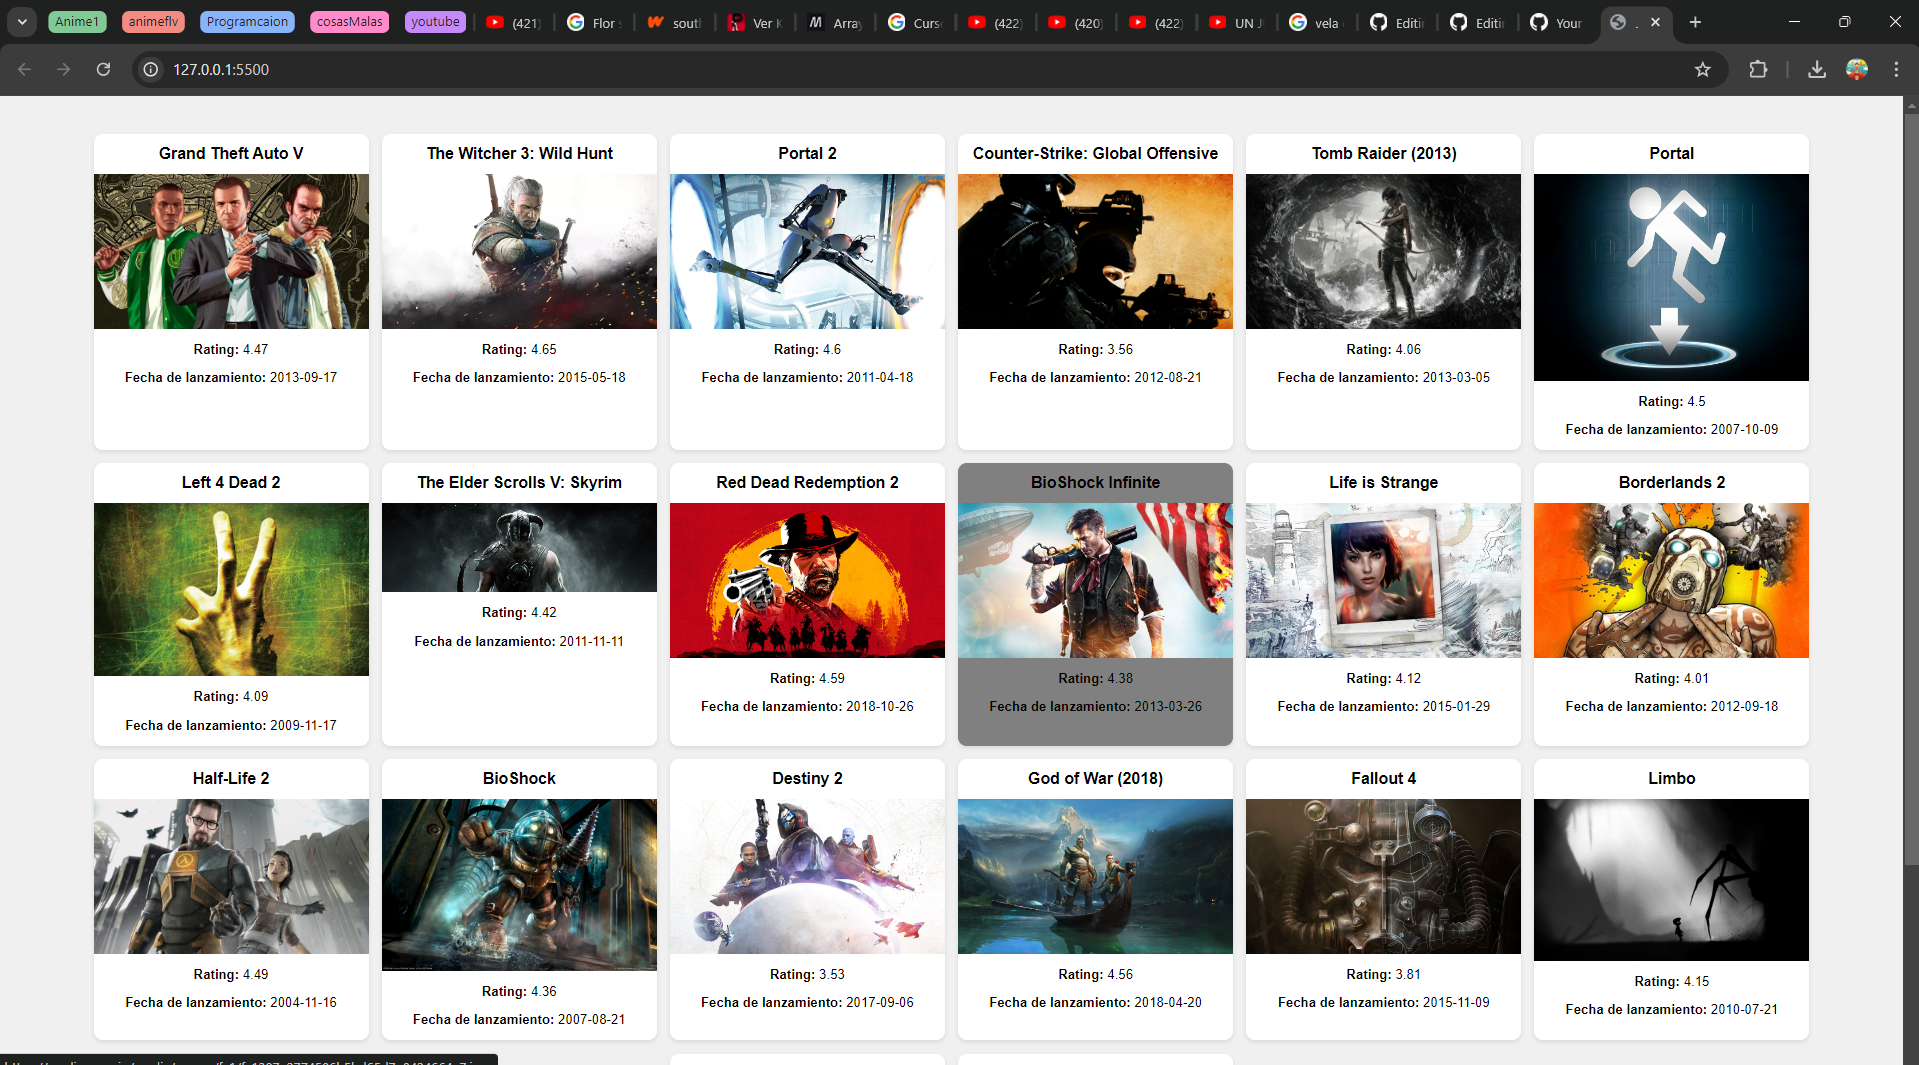 Anime1 animeflv Programcaion cosasMalas youtube (421) Flor south Ver K Array Curso (422) (420) (422) UN J vela Editin Editin Your
127.0.0.1:5500
Grand Theft Auto V The Witcher 3: Wild Hunt Portal 2 Counter-Strike: Global Offensive Tomb Raider (2013) Portal
Rating: 4.47 Rating: 4.65 Rating: 4.6 Rating: 3.56 Rating: 4.06
Fecha de lanzamiento: 2013-09-17 Fecha de lanzamiento: 2015-05-18 Fecha de lanzamiento: 2011-04-18 Fecha de lanzamiento: 2012-08-21 Fecha de lanzamiento: 2013-03-05
Rating: 4.5
Fecha de lanzamiento: 2007-10-09
Left 4 Dead 2 The Elder Scrolls V: Skyrim Red Dead Redemption 2 BioShock Infinite Life is Strange Borderlands 2
Rating: 4.42
Fecha de lanzamiento: 2011-11-11
Rating: 4.59 Rating: 4.38 Rating: 4.12 Rating: 4.01
Rating: 4.09
Fecha de lanzamiento: 2018-10-26 Fecha de lanzamiento: 2013-03-26 Fecha de lanzamiento: 2015-01-29 Fecha de lanzamiento: 2012-09-18
Fecha de lanzamiento: 2009-11-17
Half-Life 2 BioShock Destiny 2 God of War (2018) Fallout 4 Limbo
Rating: 4.49 Rating: 3.53 Rating: 4.56 Rating: 3.81
Rating: 4.15
Rating: 4.36
Fecha de lanzamiento: 2004-11-16 Fecha de lanzamiento: 2017-09-06 Fecha de lanzamiento: 2018-04-20 Fecha de lanzamiento: 2015-11-09
Fecha de lanzamiento: 2010-07-21
Fecha de lanzamiento: 2007-08-21